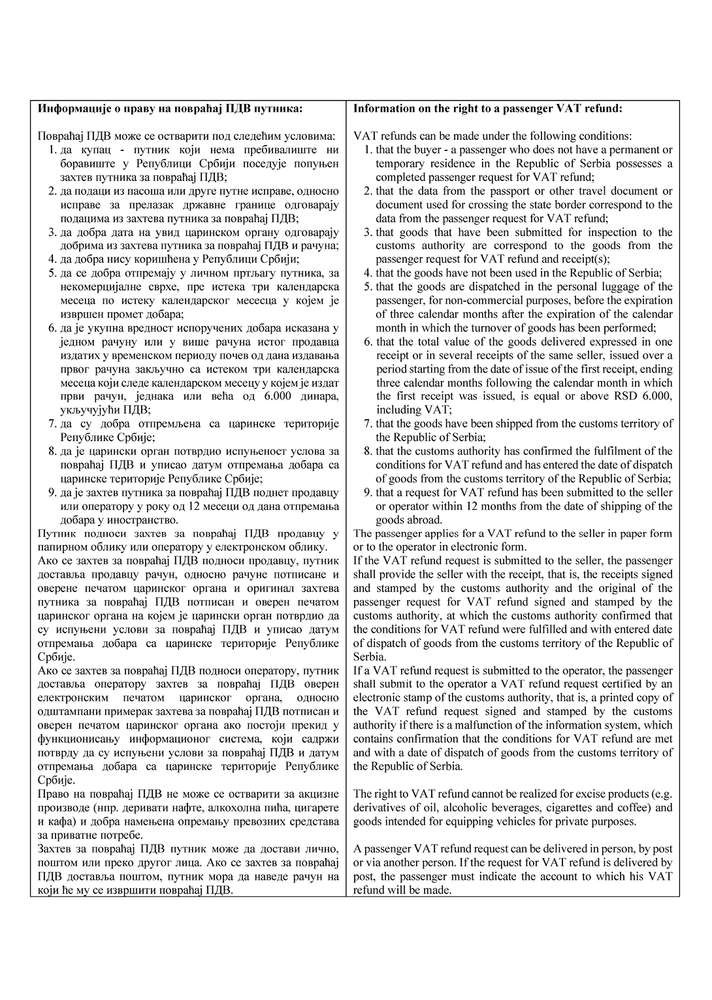 Информације о праву на повраћај ПДВ путника:
Повраћај ПДВ може се остварити под следећим условима:
1. да купац - путник који нема пребивалиште ни
боравиште у Републици Србији поседује попуњен
захтев путника за повраћај ПДВ;
2. да подаци из пасоша или друге путне исправе, односно
исправе за прелазак државне границе одговарају
подацима из захтева путника за повраћај ПДВ;
3. да добра дата на увид царинском органу одговарају
добрима из захтева путника за повраћај ПДВ и рачуна;
4. да добра нису коришћена у Републици Србији;
5. да се добра отпремају у личном пртљагу путника, за
некомерцијалне сврхе, пре истека три календарска
месеца по истеку календарског месесца у којем је
извршен промет добара;
6. да је укупна вредност испоручених добара исказана у
једном рачуну или у више рачуна истог продавца
издатих у временском периоду почев од дана издавања
првог рачуна закључно са истеком три календарска
месеца који следе календарском месецу у којем је издат
први рачун, једнака или већа од 6.000 динара,
укључујући ПДВ;
7. да су добра отпремљена са царинске територије
Републике Србије;
8. да је царински орган потврдио испуњеност услова за
повраћај ПДВ и уписао датум отпремања добара са
царинске територије Републике Србије;
9. да је захтев путника за повраћај ПДВ поднет продавцу
или оператору у року од 12 месеци од дана отпремања
добара у иностранство.
Путник подноси захтев за повраћај ПДВ продавцу у
папирном облику или оператору у електронском облику.
Ако се захтев за повраћај ПДВ подноси продавцу, путник
доставља продавцу рачун, односно рачуне потписане и
оверене печатом царинског органа и оригинал захтева
путника за повраћај ПДВ потписан и оверен печатом
царинског органа на којем је царински орган потврдио да
су испуњени услови за повраћај ПДВ и уписао датум
отпремања добара са царинске територије Републике
Србије.
Ако се захтев за повраћај ПДВ подноси оператору, путник
доставља оператору захтев за повраћај ПДВ оверен
електронским печатом царинског органа, односно
одштампани примерак захтева за повраћај ПДВ потписан и
оверен печатом царинског органа ако постоји прекид у
функционисању информационог система, који садржи
потврду да су испуњени услови за повраћај ПДВ и датум
отпремања добара са царинске територије Републике
Србије.
Право на повраћај ПДВ не може се остварити за акцизне
производе (нпр. деривати нафте, алкохолна пића, цигарете
и кафа) и добра намењена опремању превозних средстава
за приватне потребе.
Захтев за повраћај ПДВ путник може да достави лично,
поштом или преко другог лица. Ако се захтев за повраћај
ПДВ доставља поштом, путник мора да наведе рачун на
који ће му се извршити повраћај ПДВ.
Information on the right to a passenger VAT refund:
VAT refunds can be made under the following conditions:
1. that the buyer - a passenger who does not have a permanent or
temporary residence in the Republic of Serbia possesses a
completed passenger request for VAT refund;
2. that the data from the passport or other travel document or
document used for crossing the state border correspond to the
data from the passenger request for VAT refund;
3. that goods that have been submitted for inspection to the
customs authority are correspond to the goods from the
passenger request for VAT refund and receipt(s);
4. that the goods have not been used in the Republic of Serbia;
5. that the goods are dispatched in the personal luggage of the
passenger, for non-commercial purposes, before the expiration
of three calendar months after the expiration of the calendar
month in which the turnover of goods has been performed;
6. that the total value of the goods delivered expressed in one
receipt or in several receipts of the same seller, issued over a
period starting from the date of issue of the first receipt, ending
three calendar months following the calendar month in which
the first receipt was issued, is equal or above RSD 6.000,
including VAT;
7. that the goods have been shipped from the customs territory of
the Republic of Serbia;
8. that the customs authority has confirmed the fulfilment of the
conditions for VAT refund and has entered the date of dispatch
of goods from the customs territory of the Republic of Serbia;
9. that a request for VAT refund has been submitted to the seller
or operator within 12 months from the date of shipping of the
goods abroad.
The passenger applies for a VAT refund to the seller in paper form
or to the operator in electronic form.
If the VAT refund request is submitted to the seller, the passenger
shall provide the seller with the receipt, that is, the receipts signed
and stamped by the customs authority and the original of the
passenger request for VAT refund signed and stamped by the
customs authority, at which the customs authority confirmed that
the conditions for VAT refund were fulfilled and with entered date
of dispatch of goods from the customs territory of the Republic of
Serbia.
If a VAT refund request is submitted to the operator, the passenger
shall submit to the operator a VAT refund request certified by an
electronic stamp of the customs authority, that is, a printed copy of
the VAT refund request signed and stamped by the customs
authority if there is a malfunction of the information system, which
contains confirmation that the conditions for VAT refund are met
and with a date of dispatch of goods from the customs territory of
the Republic of Serbia.
The right to VAT refund cannot be realized for excise products (e.g.
derivatives of oil, alcoholic beverages, cigarettes and coffee) and
goods intended for equipping vehicles for private purposes.
A passenger VAT refund request can be delivered in person, by post
or via another person. If the request for VAT refund is delivered by
post, the passenger must indicate the account to which his VAT
refund will be made.